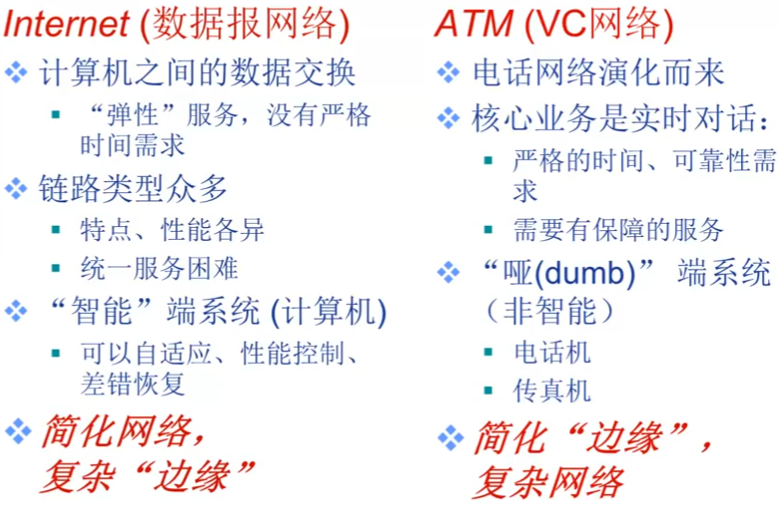 Internet (数据报网络)
计算机之间的数据交换
“弹性”服务，没有严格
时间需求
链路类型众多
特点、性能各异
统一服务困难
“智能”端系统 (计算机)
可以自适应、性能控制、
差错恢复
简化网络，
复杂“边缘”
ATM (VC网络)
电话网络演化而来
核心业务是实时对话：
严格的时间、可靠性需
求
需要有保障的服务
“哑(dumb)” 端系统
（非智能）
电话机
传真机
简化“边缘”，
复杂网络